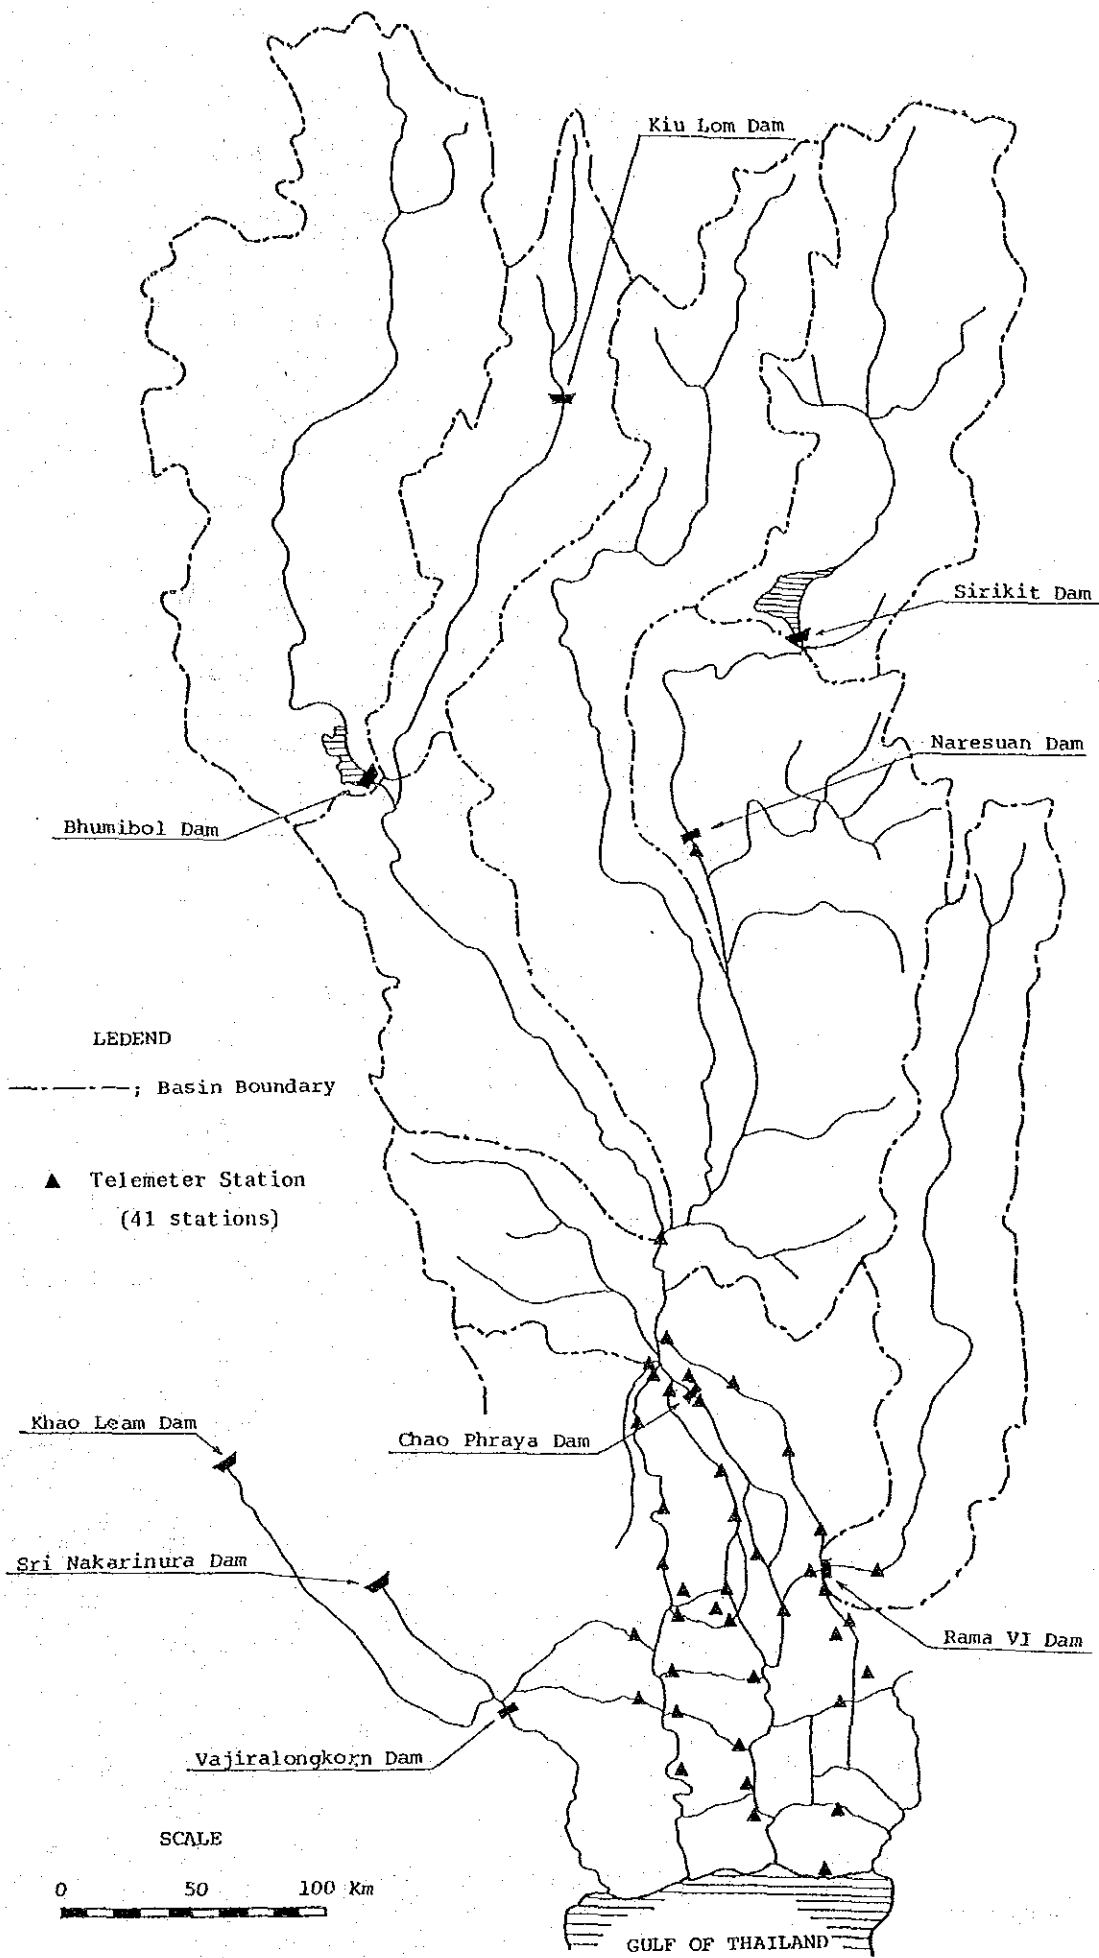 Kiu Lom Dam
Sirikit Dam
Naresuan Dam
Bhumibol Dam
LEDEND
; Basin Boundary
Telemeter Station
(41 stations)
Khao Leam Dam
Chao Phraya Dam
Sri Nakarinura Dam
Rama VI Dam
Vajiralongkorn Dam
SCALE
0 50 100 Km
GULF OF THAILAND